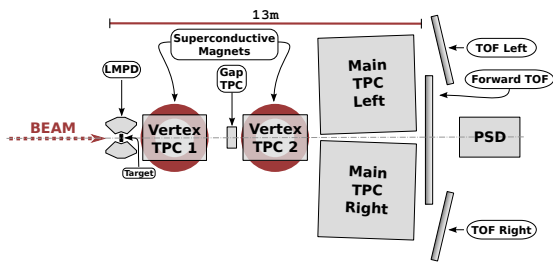 13m
Superconductive
Magnets
TOF Left
LMPD
Gap
TPC
Main
TPC
Left
Forward TOF
BEAM
Vertex
TPC 1
Vertex
TPC 2
PSD
Target
Main
TPC
Right
TOF Right